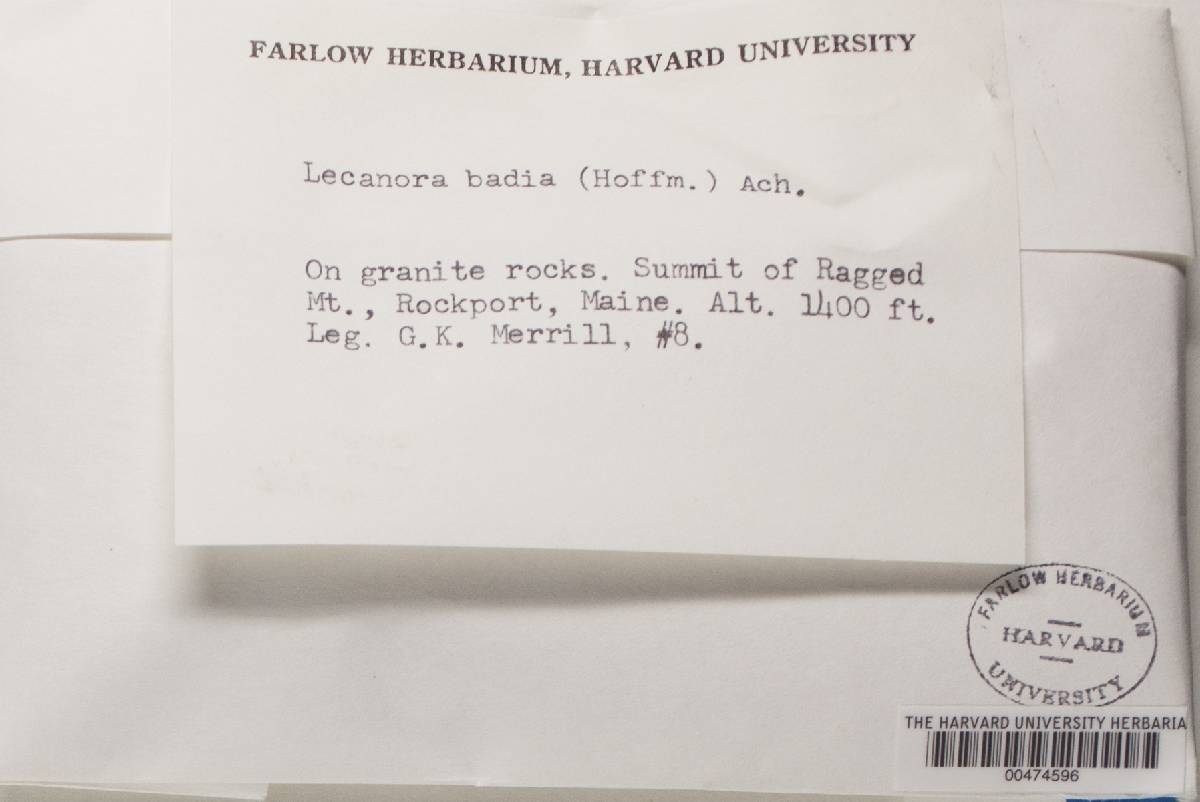 FARLOW HERBARIUM, HARVARD UNIVERSITY
Lecanora badia (Hoffm.) Ach.
On granite rocks. Summit of Ragged
Mt., Rockport, Maine. Alt. 1400 ft.
Leg. G.K. Merrill, #8.
FARLOW HERBARIUM
HARVARD
UNIVERSITY
THE HARVARD UNIVERSITY HERBARIA
00474596